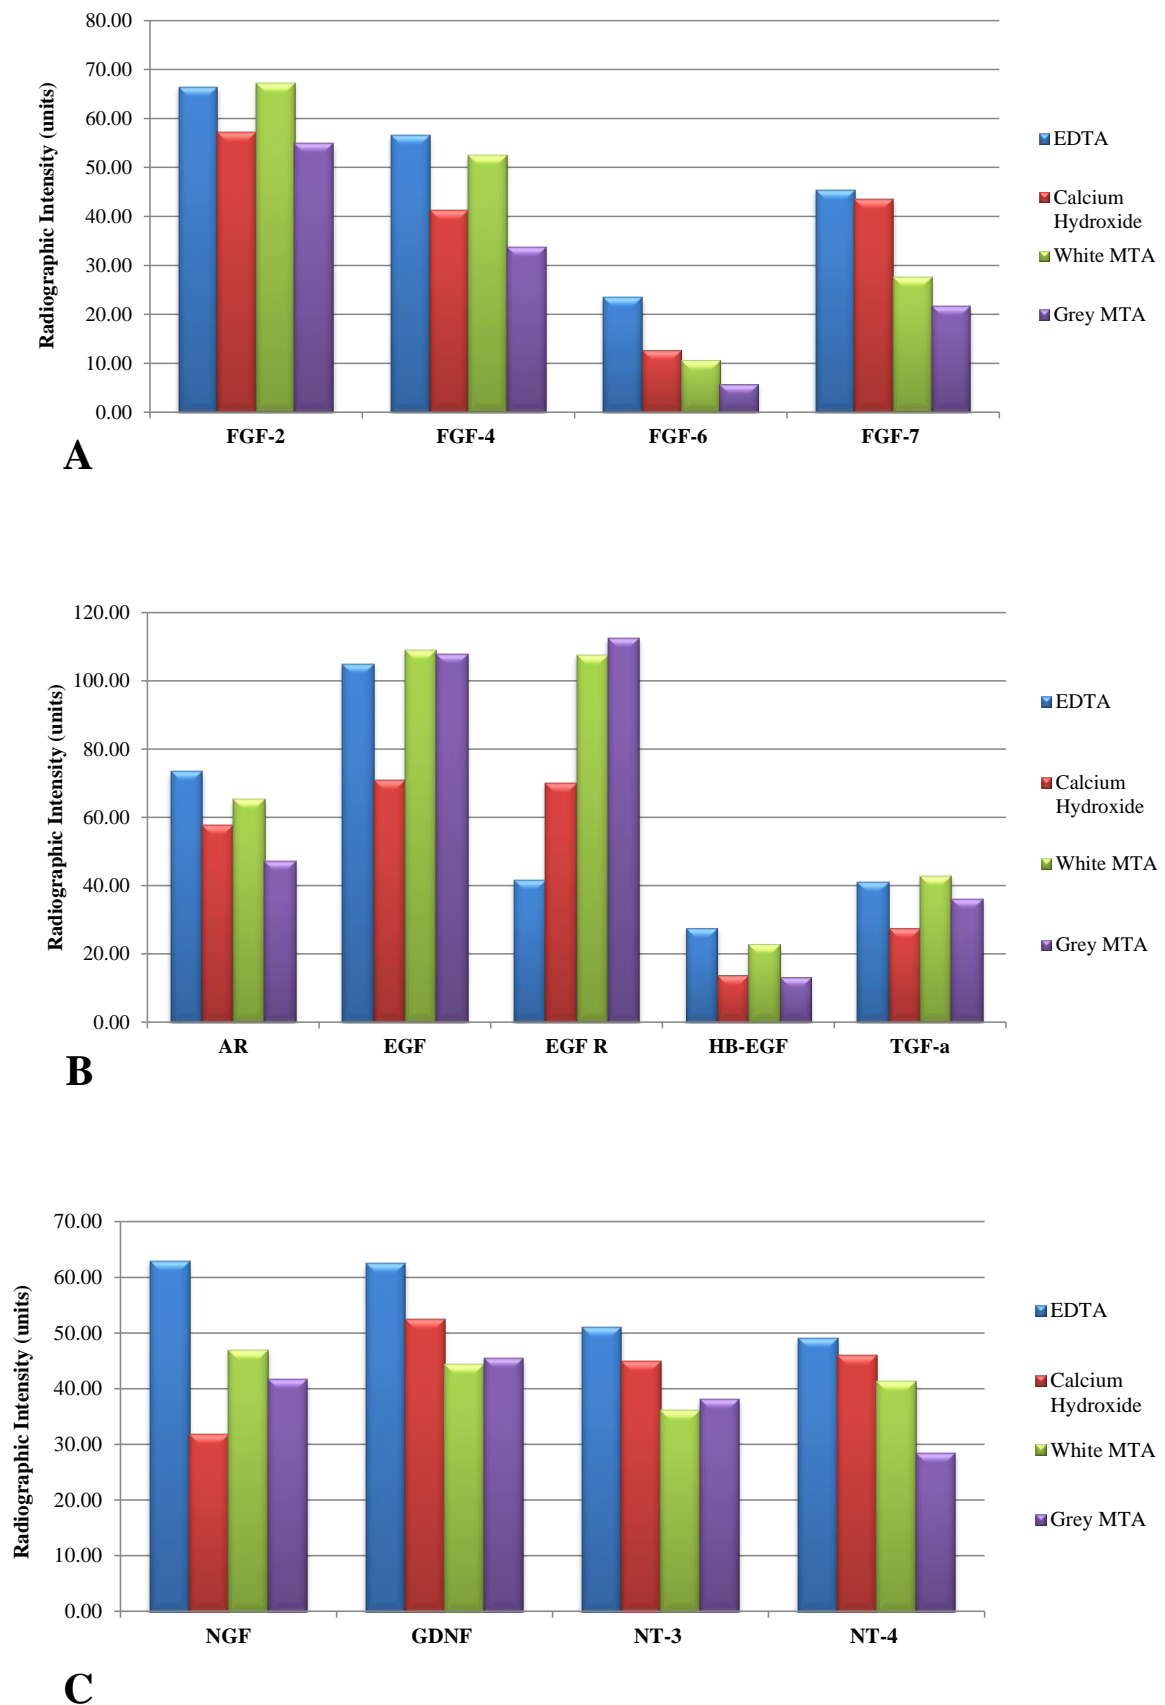 80.00
70.00
60.00
50.00
40.00
30.00
20.00
10.00
0.00
Radiographic Intensity (units)
FGF-2
FGF-4
FGF-6
FGF-7
EDTA
Calcium
Hydroxide
White MTA
Grey MTA
A
120.00
100.00
80.00
60.00
40.00
20.00
0.00
Radiographic Intensity (units)
AR
EGF
EGF R
HB-EGF
TGF-a
EDTA
Calcium
Hydroxide
White MTA
Grey MTA
B
70.00
60.00
50.00
40.00
30.00
20.00
10.00
0.00
Radiographic Intensity (units)
NGF
GDNF
NT-3
NT-4
EDTA
Calcium
Hydroxide
White MTA
Grey MTA
C